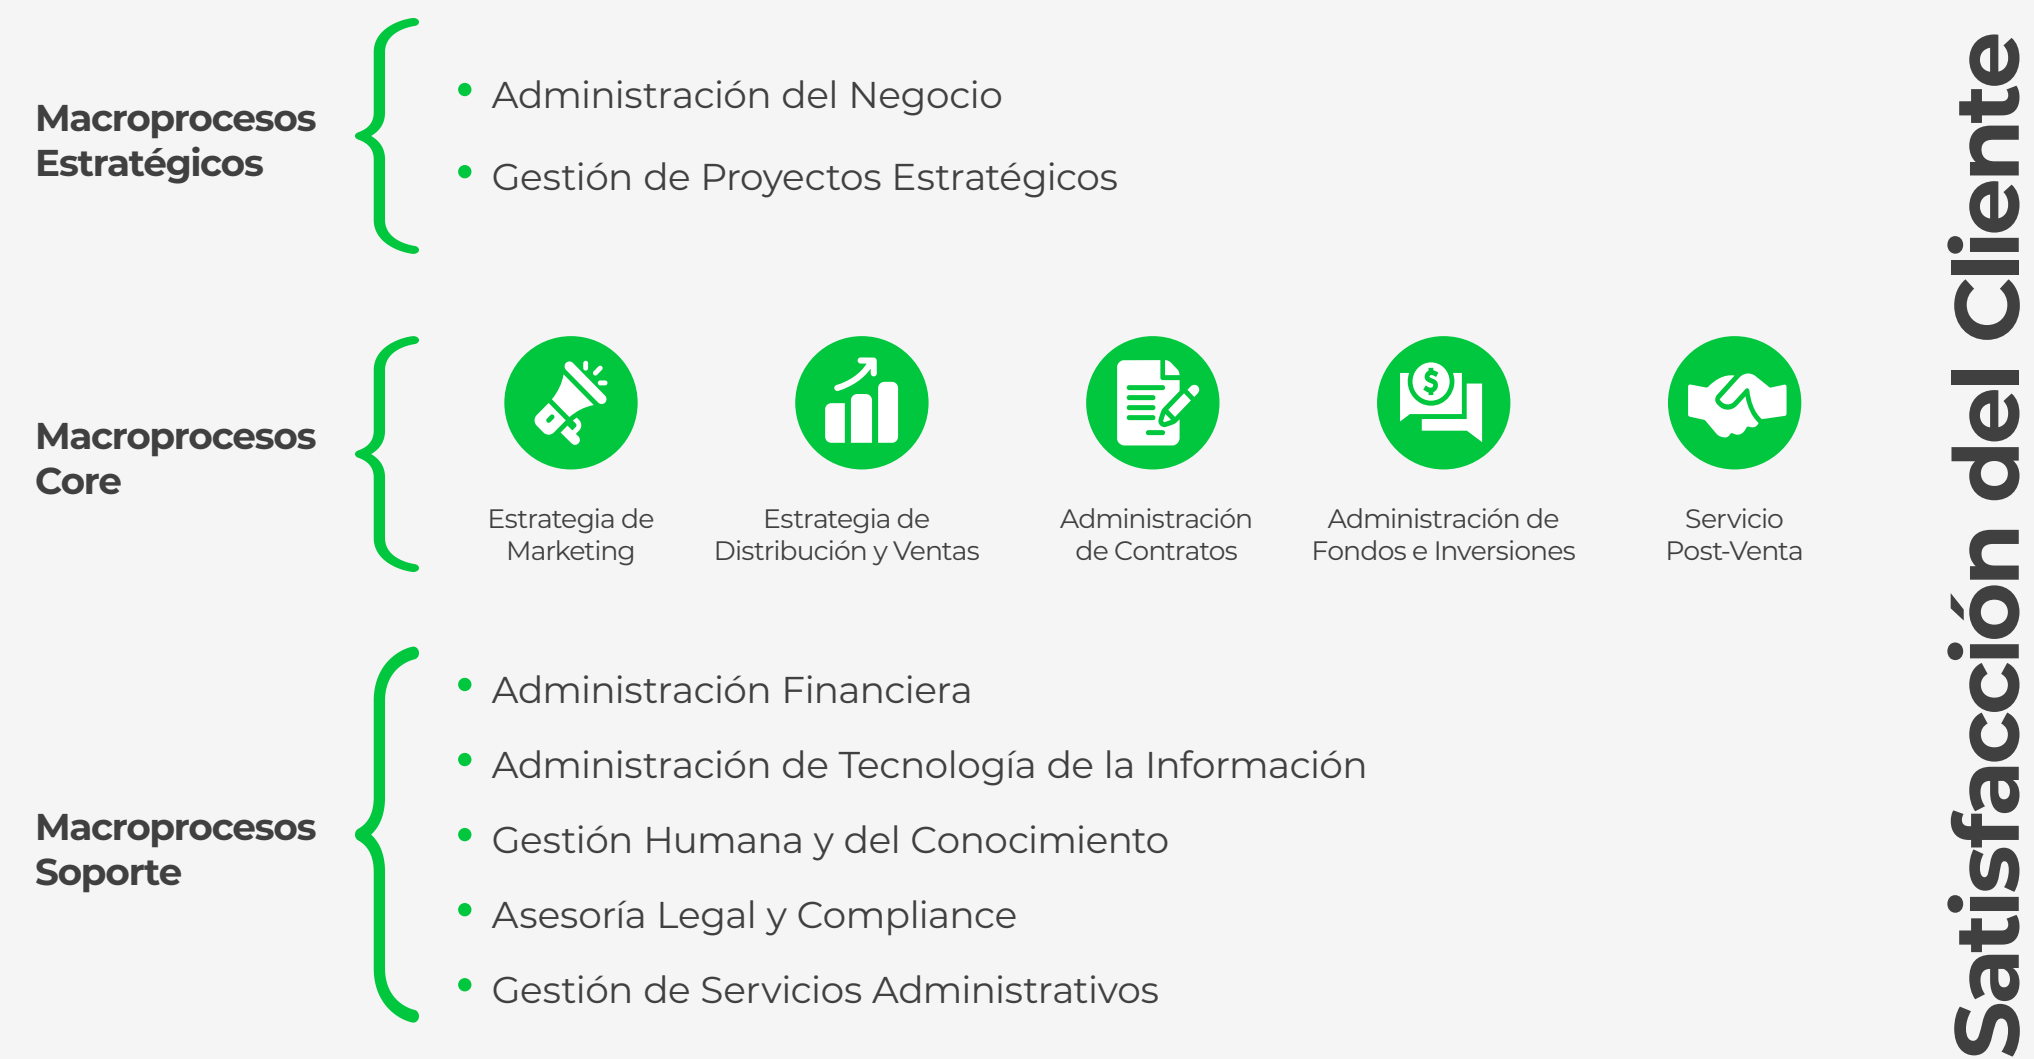 Macroprocesos
Estratégicos
• Administración del Negocio
• Gestión de Proyectos Estratégicos
Macroprocesos
Core
$
Estrategia de
Marketing
Estrategia de
Distribución y Ventas
Administración
de Contratos
Administración de
Fondos e Inversiones
Servicio
Post-Venta
Macroprocesos
Soporte
• Administración Financiera
• Administración de Tecnología de la Información
• Gestión Humana y del Conocimiento
• Asesoría Legal y Compliance
• Gestión de Servicios Administrativos
Satisfacción del Cliente